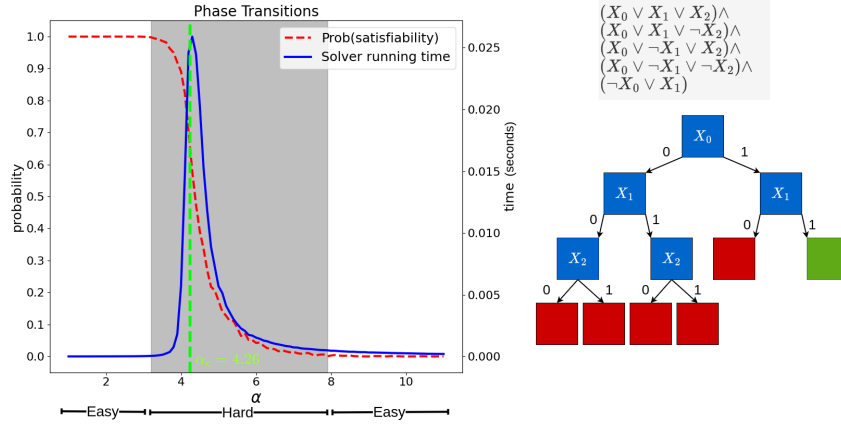 Phase Transitions
1.0
0.9
0.8
0.7
0.6
0.5
0.4
0.3
0.2
0.1
0.0
probability
Prob(satisfiability)
Solver running time
α_c = 4.26
0.025
0.020
0.015
0.010
0.005
0.000
time (seconds)
2 4 6 8 10
α
Easy Hard Easy
(X₀ ∨ X₁ ∨ X₂)∧
(X₀ ∨ X₁ ∨ ¬X₂)∧
(X₀ ∨ ¬X₁ ∨ X₂)∧
(X₀ ∨ ¬X₁ ∨ ¬X₂)∧
(¬X₀ ∨ X₁)
X₀
0 1
X₁ X₁
0 1 0 1
X₂ X₂
0 1 0 1